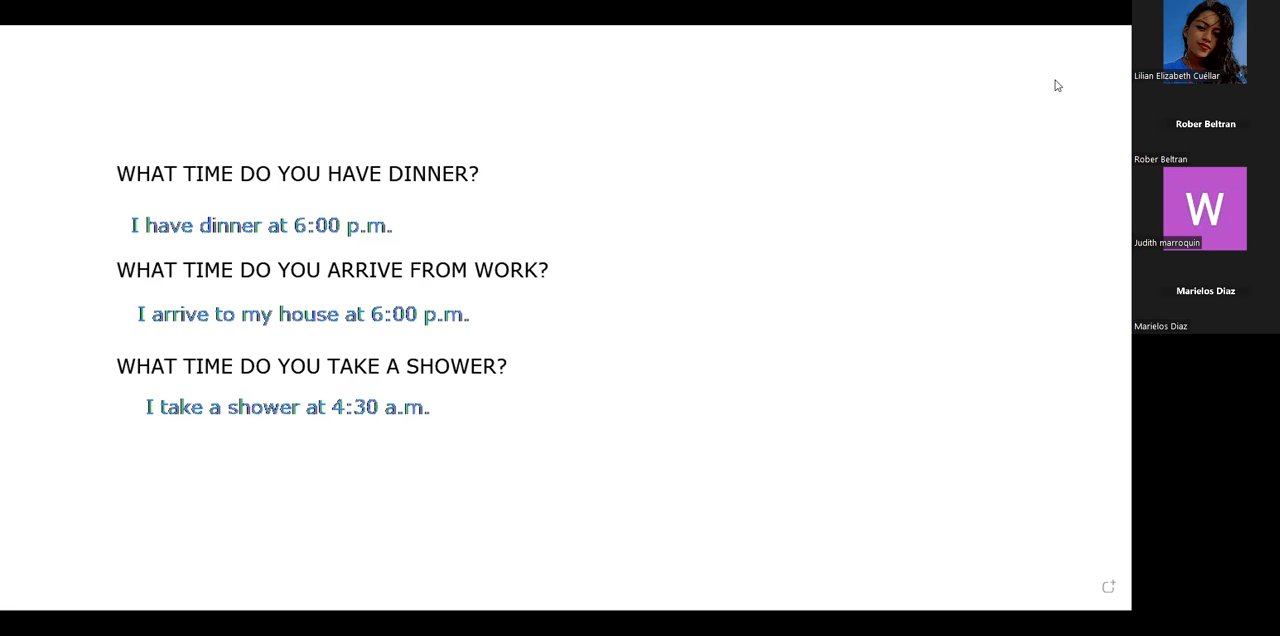 WHAT TIME DO YOU HAVE DINNER?
I have dinner at 6:00 p.m.
WHAT TIME DO YOU ARRIVE FROM WORK?
I arrive to my house at 6:00 p.m.
WHAT TIME DO YOU TAKE A SHOWER?
I take a shower at 4:30 a.m.
Lilian Elizabeth Cuéllar
Rober Beltran
Rober Beltran
W
Judith marroquin
Marielos Diaz
Marielos Diaz